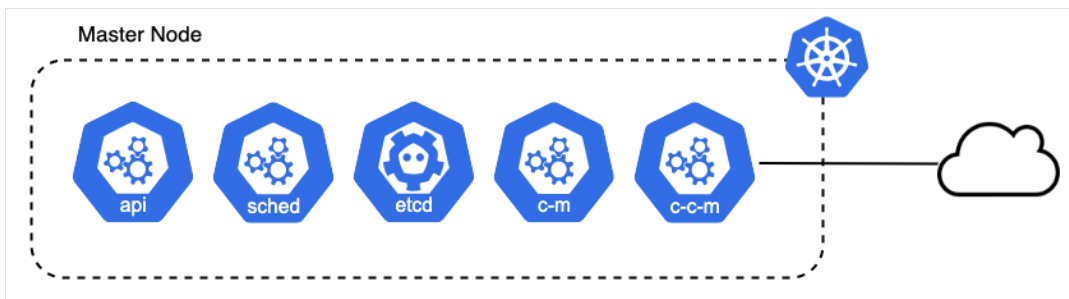 Master Node
api
sched
etcd
c-m
c-c-m